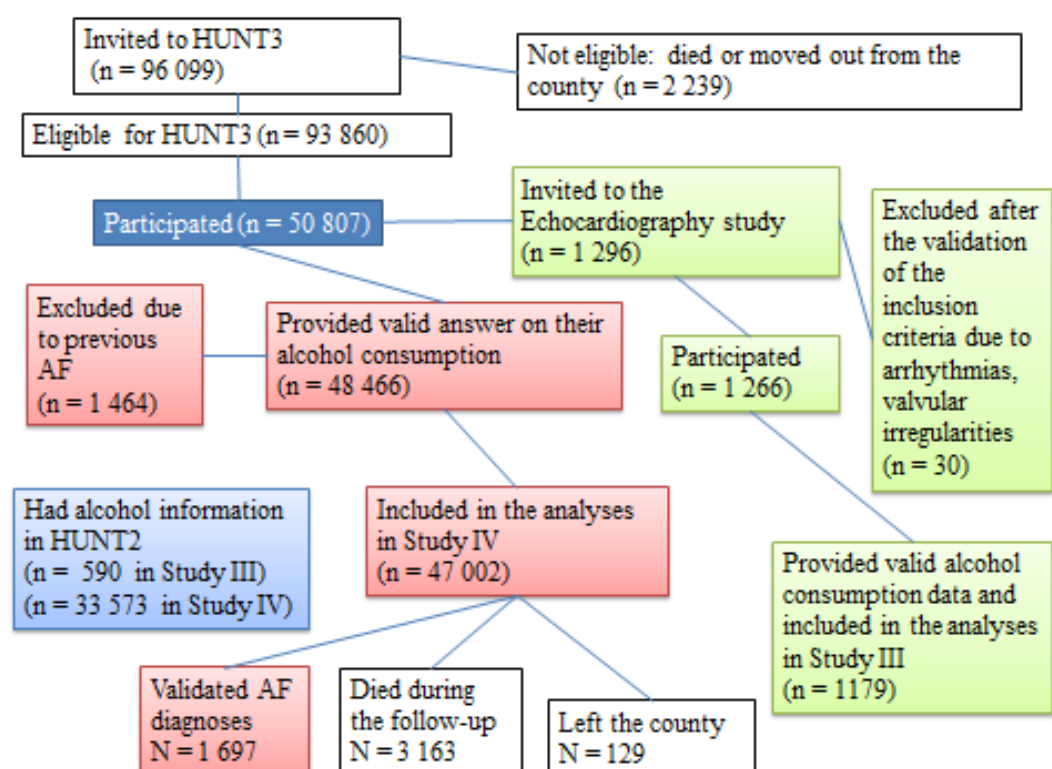 Invited to HUNT3
(n = 96 099)
Not eligible: died or moved out from the
county (n = 2 239)
Eligible for HUNT3 (n = 93 860)
Participated (n = 50 807)
Invited to the
Echocardiography study
(n = 1 296)
Excluded after
the validation
of the
inclusion
criteria due to
arrhythmias,
valvular
irregularities
(n = 30)
Excluded due
to previous
AF
(n = 1 464)
Provided valid answer on their
alcohol consumption
(n = 48 466)
Participated
(n = 1 266)
Had alcohol information
in HUNT2
(n = 590 in Study III)
(n = 33 573 in Study IV)
Included in the analyses
in Study IV
(n = 47 002)
Provided valid alcohol
consumption data and
included in the analyses
in Study III
(n = 1179)
Validated AF
diagnoses
N = 1 697
Died during
the follow-up
N = 3 163
Left the county
N = 129